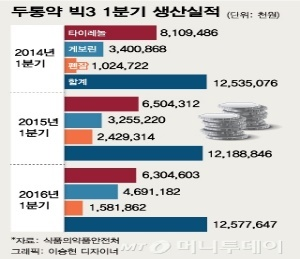 두통약 빅3 1분기 생산실적 (단위: 천원)
타이레놀 8,109,486
2014년 게보린 3,400,868
1분기 펜잘 1,024,722
합계 12,535,076
6,504,312
2015년 3,255,220
1분기 2,429,314
12,188,846
6,304,603
2016년 4,691,182
1분기 1,581,862
12,577,647
*자료: 식품의약품안전처
그래픽: 이승현 디자이너
머니투데이